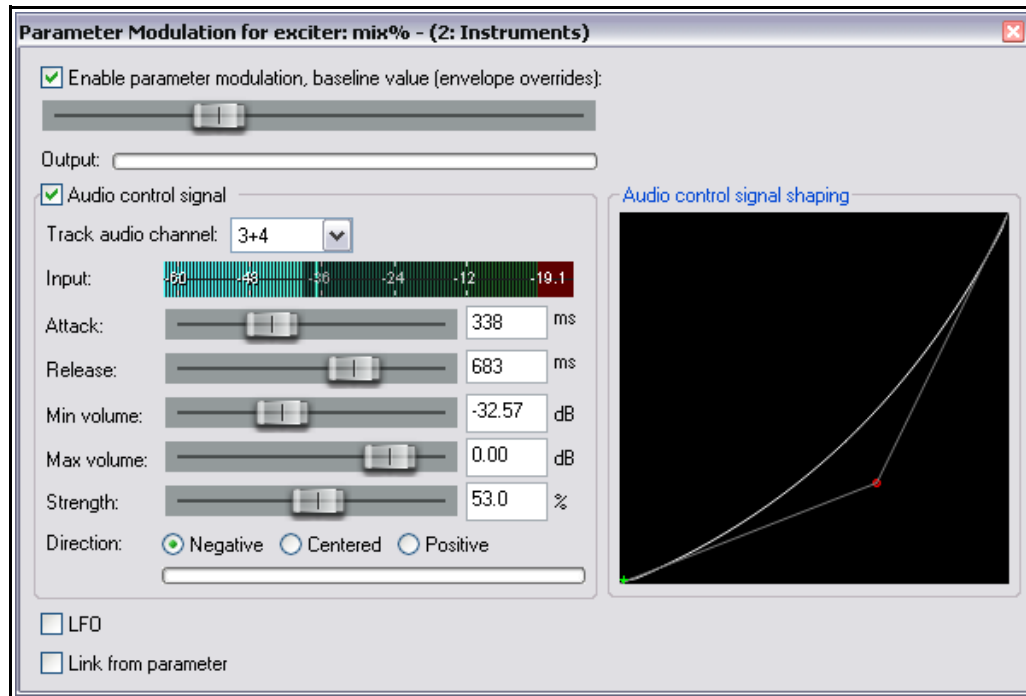 Parameter Modulation for exciter: mix% - (2: Instruments)
Enable parameter modulation, baseline value (envelope overrides):
Output:
Audio control signal
Track audio channel: 3+4
Input: -60 -48 -36 -24 -12 -19.1
Attack: 338 ms
Release: 683 ms
Min volume: -32.57 dB
Max volume: 0.00 dB
Strength: 53.0 %
Direction: Negative Centered Positive
Audio control signal shaping
LFO
Link from parameter